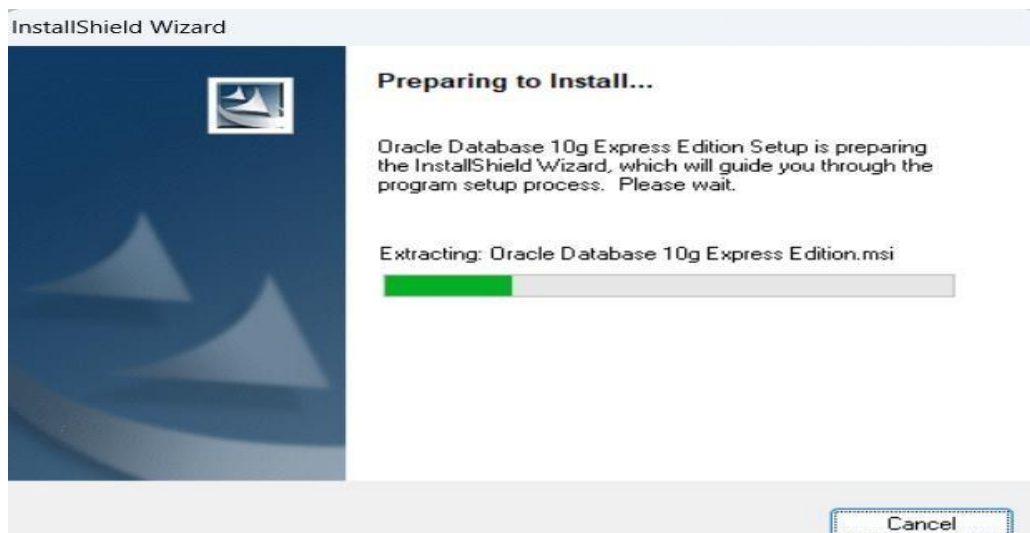 InstallShield Wizard
Preparing to Install...
Oracle Database 10g Express Edition Setup is preparing
the InstallShield Wizard, which will guide you through the
program setup process. Please wait.
Extracting: Oracle Database 10g Express Edition.msi
Cancel